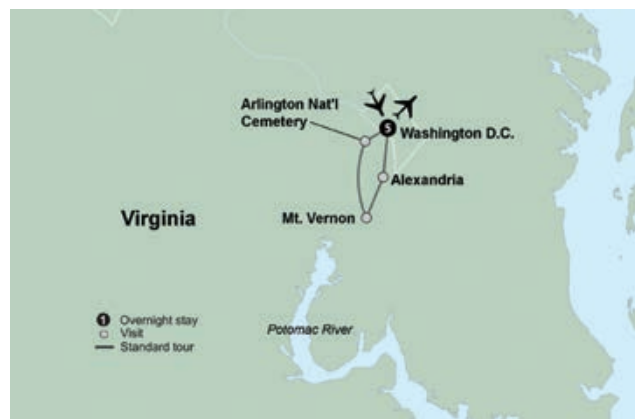 Arlington Nat'l
Cemetery
5
Washington D.C.
Alexandria
Virginia
Mt. Vernon
1 Overnight stay
Visit
Standard tour
Potomac River